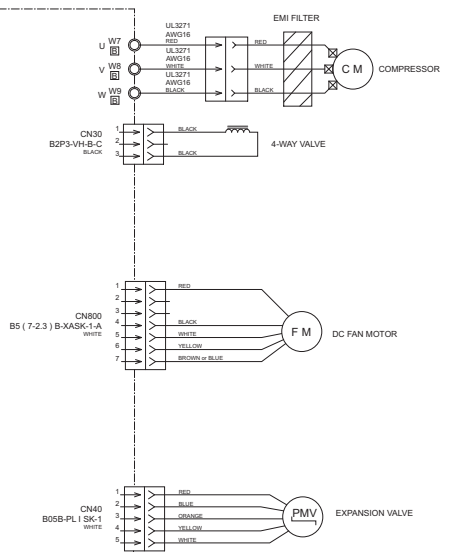 EMI FILTER
UL3271
AWG16
U W7 B RED RED
UL3271
AWG16
V W8 B WHITE WHITE C M COMPRESSOR
UL3271
AWG16
W W9 B BLACK BLACK
CN30
B2P3-VH-B-C
BLACK
1 BLACK
2
3 BLACK
4-WAY VALVE
CN800
B5 ( 7-2.3 ) B-XASK-1-A
WHITE
1 RED
2
3
4 BLACK
5 WHITE
6 YELLOW
7 BROWN or BLUE
F M DC FAN MOTOR
CN40
B05B-PL I SK-1
WHITE
1 RED
2 BLUE
3 ORANGE
4 YELLOW
5 WHITE
PMV EXPANSION VALVE